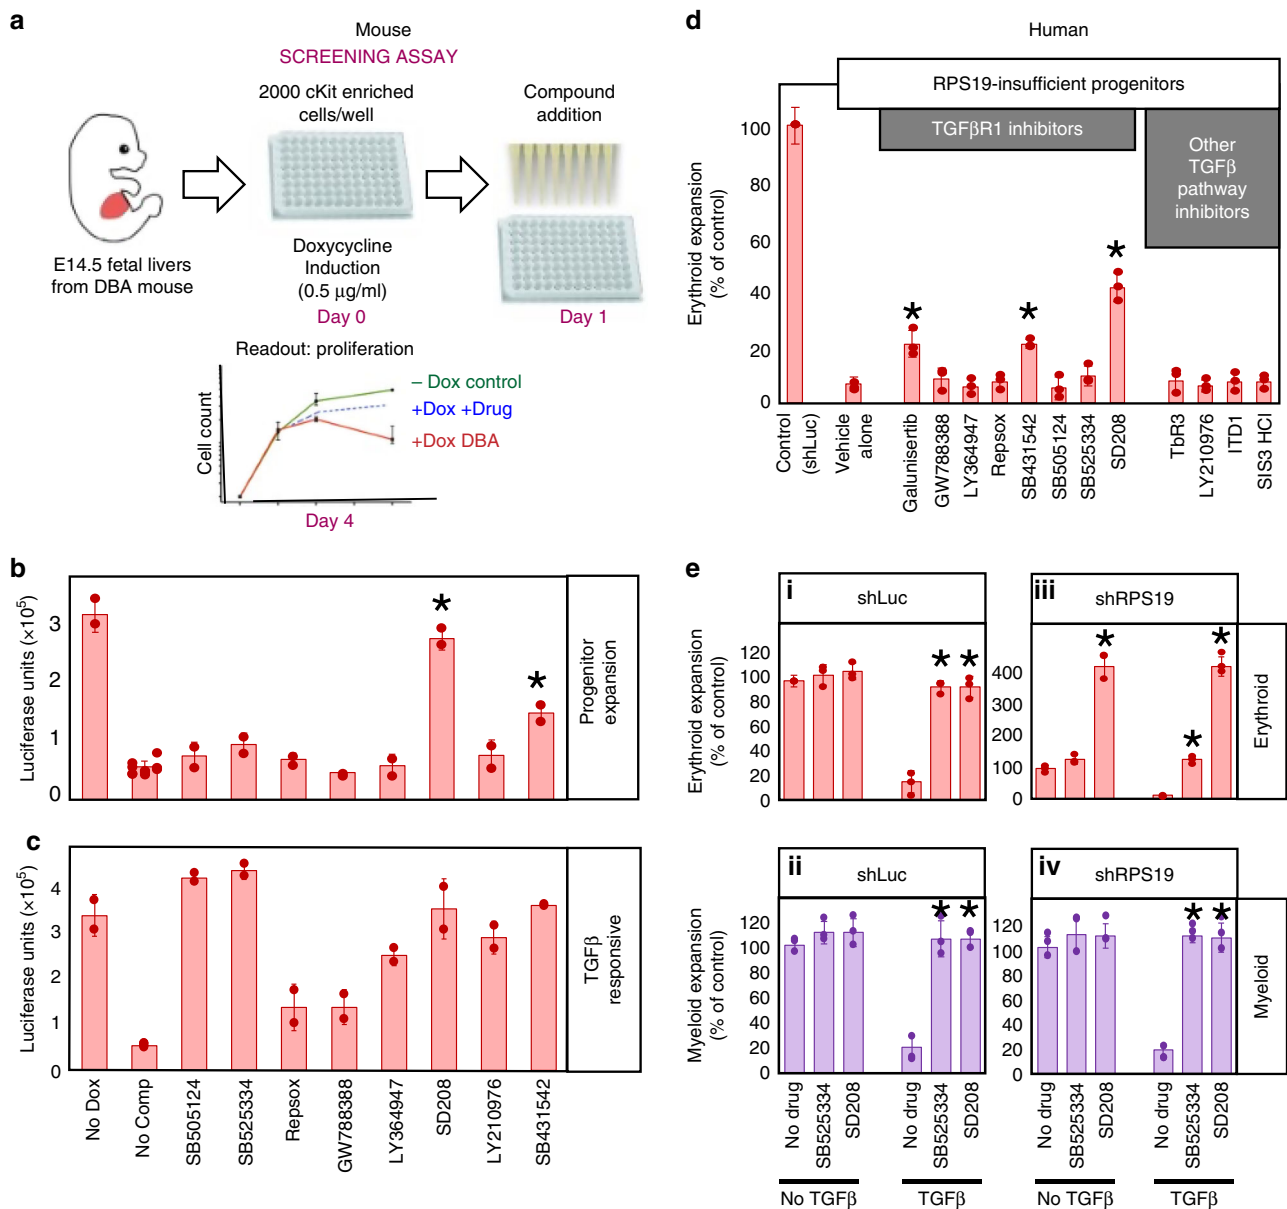 a
Mouse
SCREENING ASSAY
2000 cKit enriched
cells/well
Compound
addition
E14.5 fetal livers
from DBA mouse
Doxycycline
Induction
(0.5 µg/ml)
Day 0
Day 1
Readout: proliferation
Cell count
– Dox control
+Dox +Drug
+Dox DBA
Day 4
b
Luciferase units (×10⁵)
3
2
1
0
*
*
Progenitor
expansion
c
Luciferase units (×10⁵)
4
3
2
1
0
TGFβ
responsive
No Dox
No Comp
SB505124
SB525334
Repsox
GW788388
LY364947
SD208
LY210976
SB431542
d
Human
RPS19-insufficient progenitors
TGFβR1 inhibitors
Other
TGFβ
pathway
inhibitors
Erythroid expansion
(% of control)
100
80
60
40
20
0
*
*
*
Control
(shLuc)
Vehicle
alone
Galunisertib
GW788388
LY364947
Repsox
SB431542
SB505124
SB525334
SD208
TbR3
LY210976
ITD1
SIS3 HCl
e
i
shLuc
Erythroid expansion
(% of control)
120
100
80
60
40
20
0
* *
iii
shRPS19
400
300
200
100
0
*
*
*
Erythroid
ii
shLuc
Myeloid expansion
(% of control)
120
100
80
60
40
20
0
* *
iv
shRPS19
120
100
80
60
40
20
0
* *
Myeloid
No drug
SB525334
SD208
No drug
SB525334
SD208
No drug
SB525334
SD208
No drug
SB525334
SD208
No TGFβ
TGFβ
No TGFβ
TGFβ